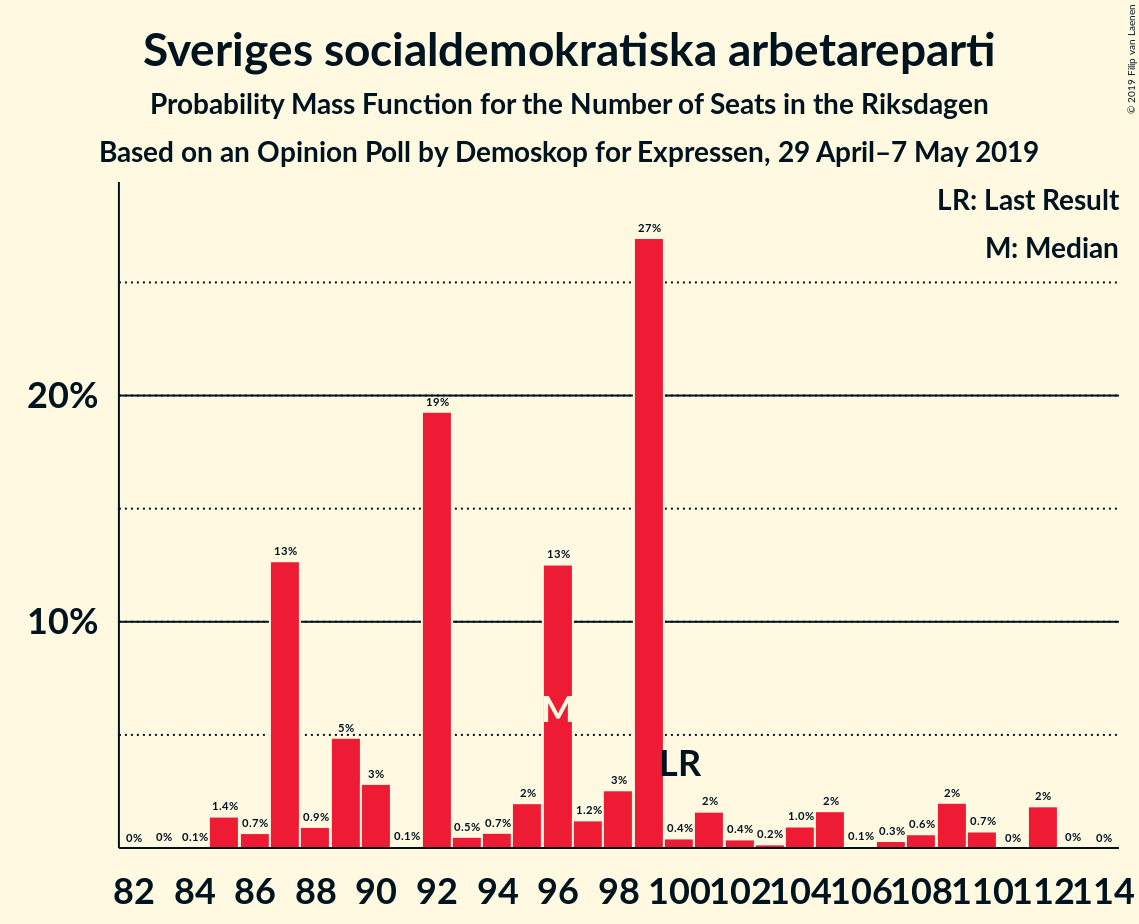 Sveriges socialdemokratiska arbetareparti
Probability Mass Function for the Number of Seats in the Riksdagen
Based on an Opinion Poll by Demoskop for Expressen, 29 April–7 May 2019
© 2019 Filip van Laenen
LR: Last Result
M: Median
20%
10%
0% 0% 0.1% 1.4% 0.7% 13% 0.9% 5% 3% 0.1% 19% 0.5% 0.7% 2% 13% 1.2% 3% 27% 0.4% 2% 0.4% 0.2% 1.0% 2% 0.1% 0.3% 0.6% 2% 0.7% 0% 2% 0% 0%
M
LR
82 84 86 88 90 92 94 96 98 100 102 104 106 108 110 112 114